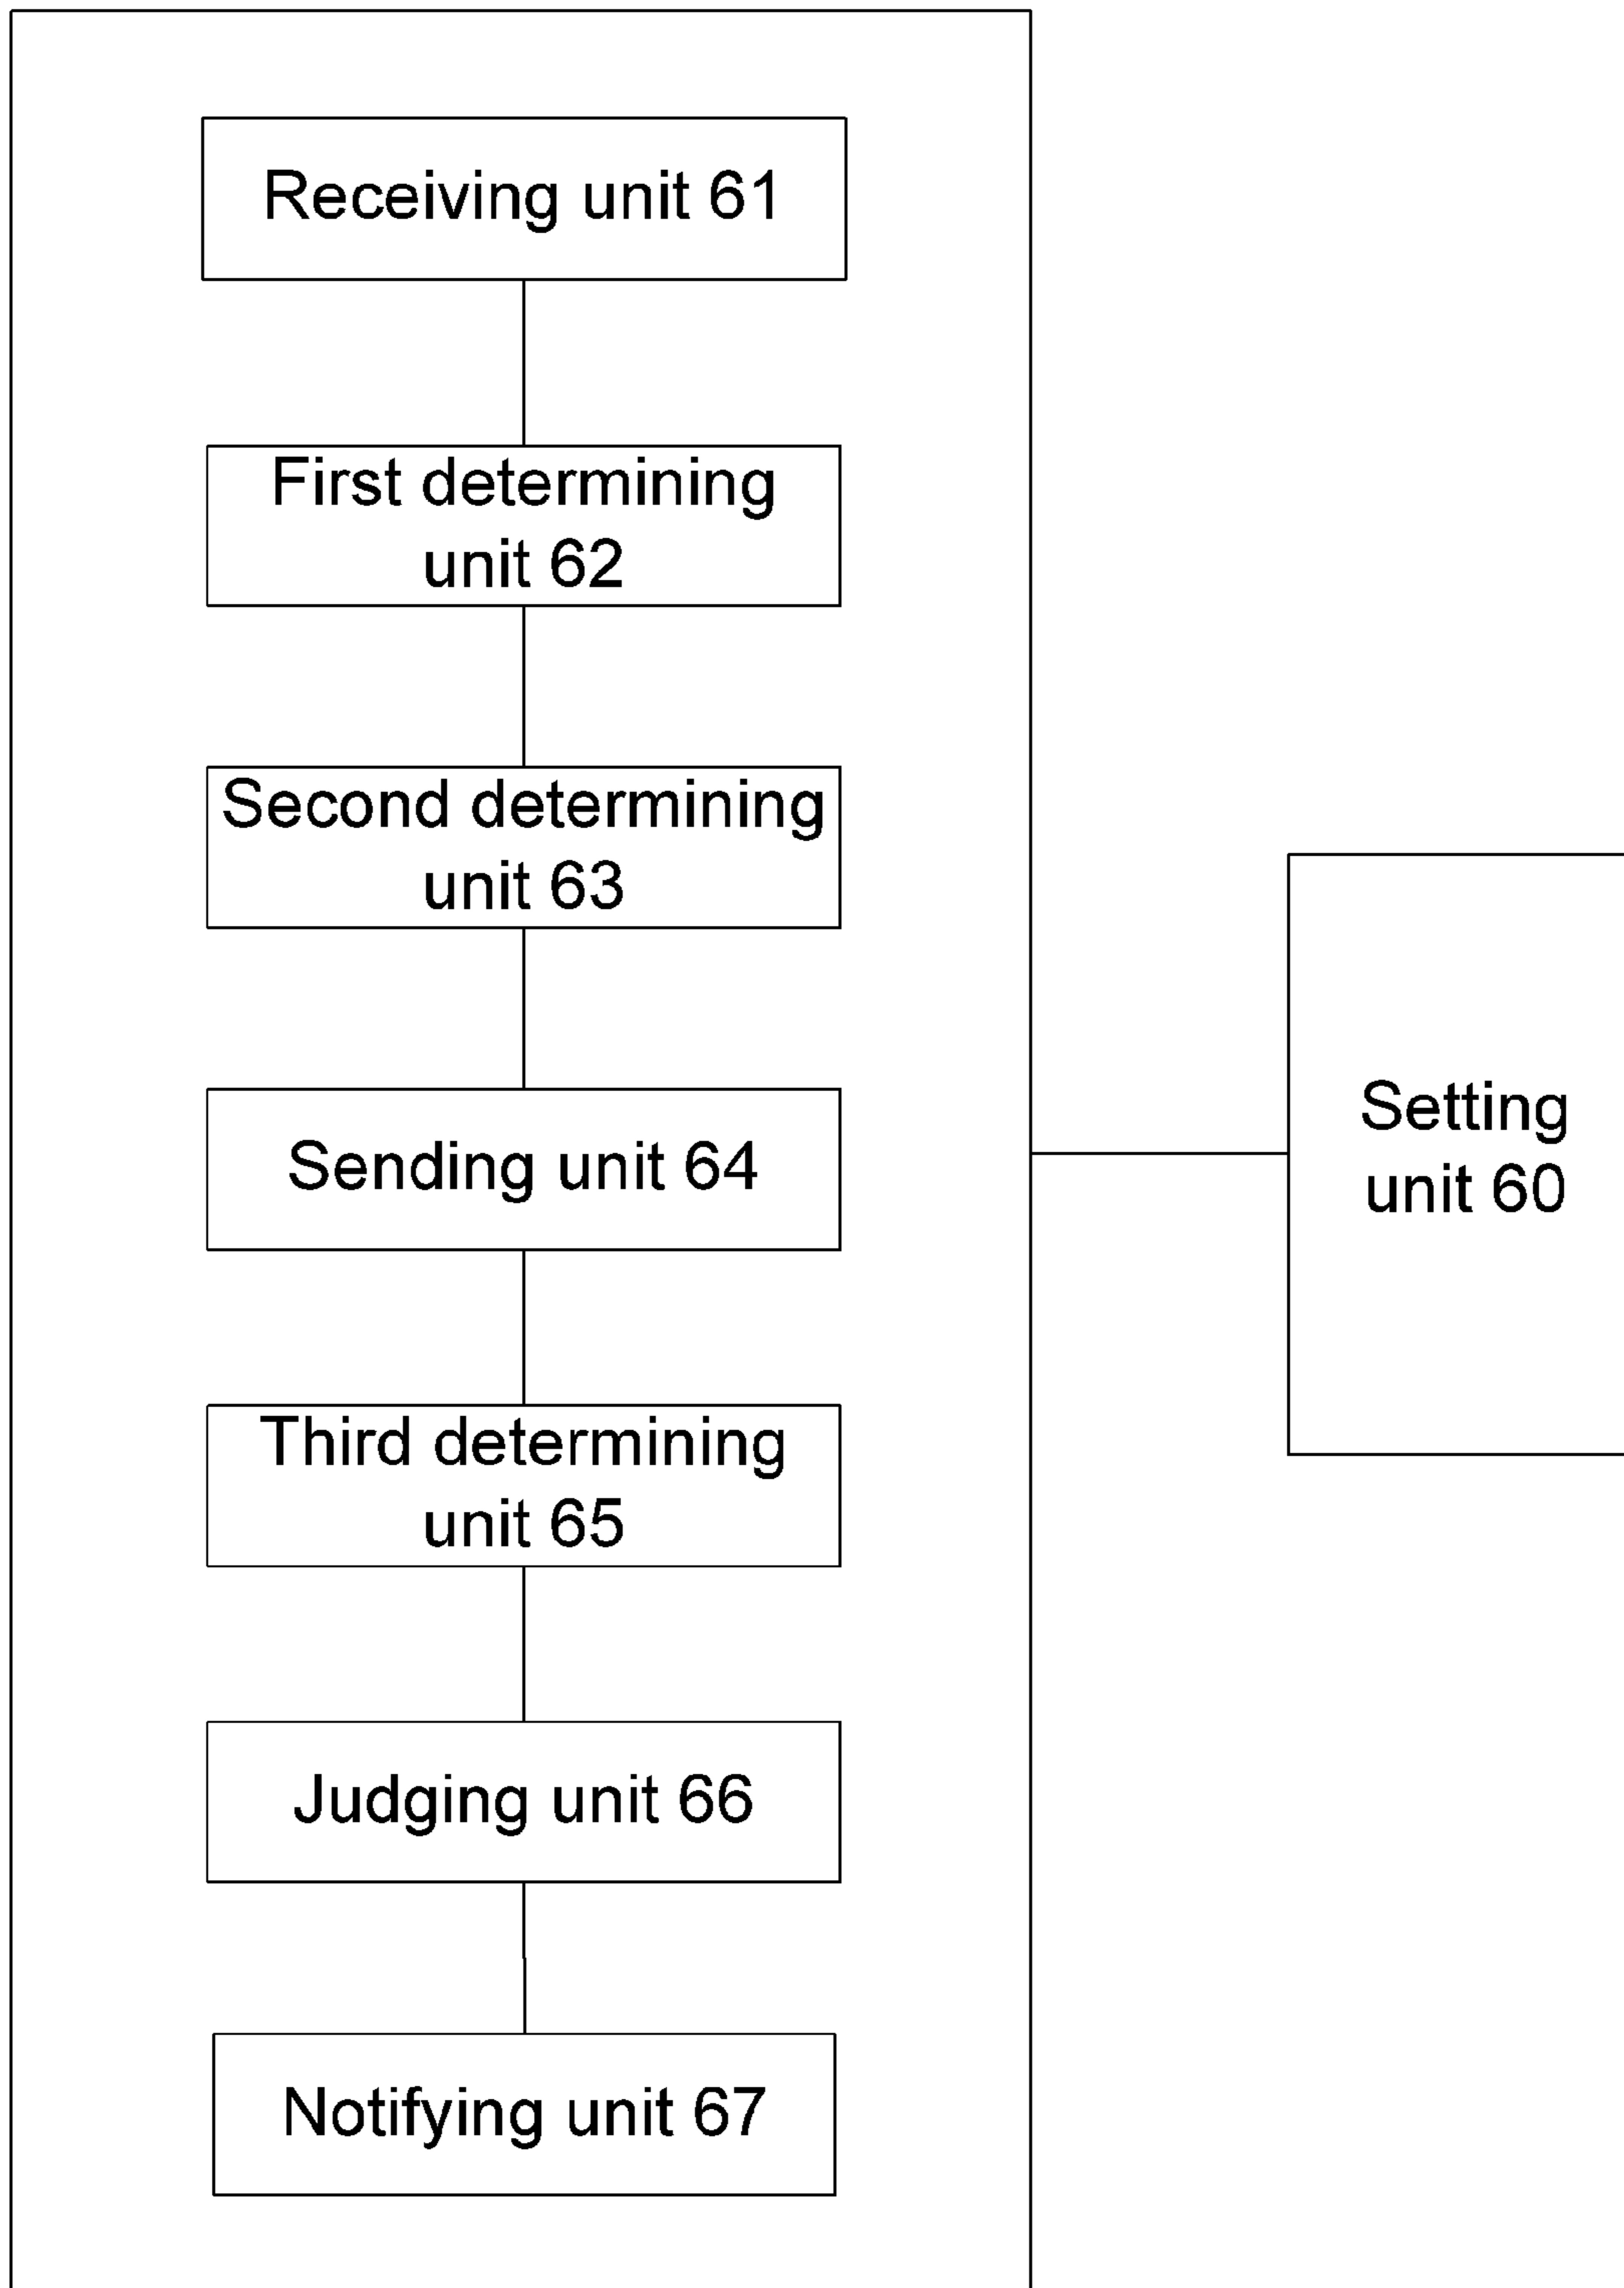 Receiving unit 61
First determining
unit 62
Second determining
unit 63
Sending unit 64
Third determining
unit 65
Judging unit 66
Notifying unit 67
Setting
unit 60